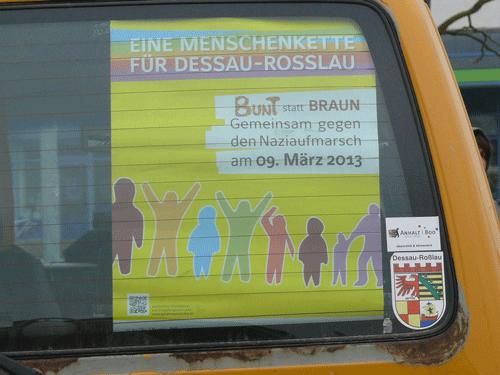 EINE MENSCHENKETTE
FÜR DESSAU-ROSSLAU
BUNT statt BRAUN
Gemeinsam gegen
den Naziaufmarsch
am 09. März 2013
Dessau-Roßlau